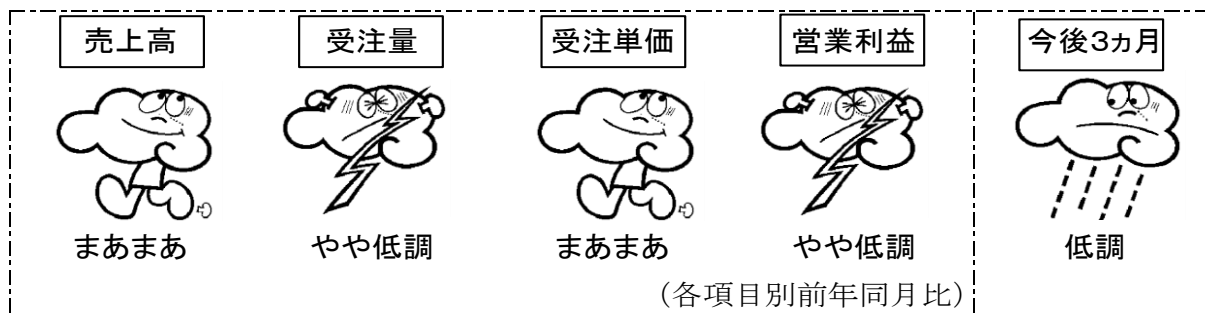 売上高 受注量 受注単価 営業利益 今後3ヵ月
まあまあ やや低調 まあまあ やや低調 低調
(各項目別前年同月比)